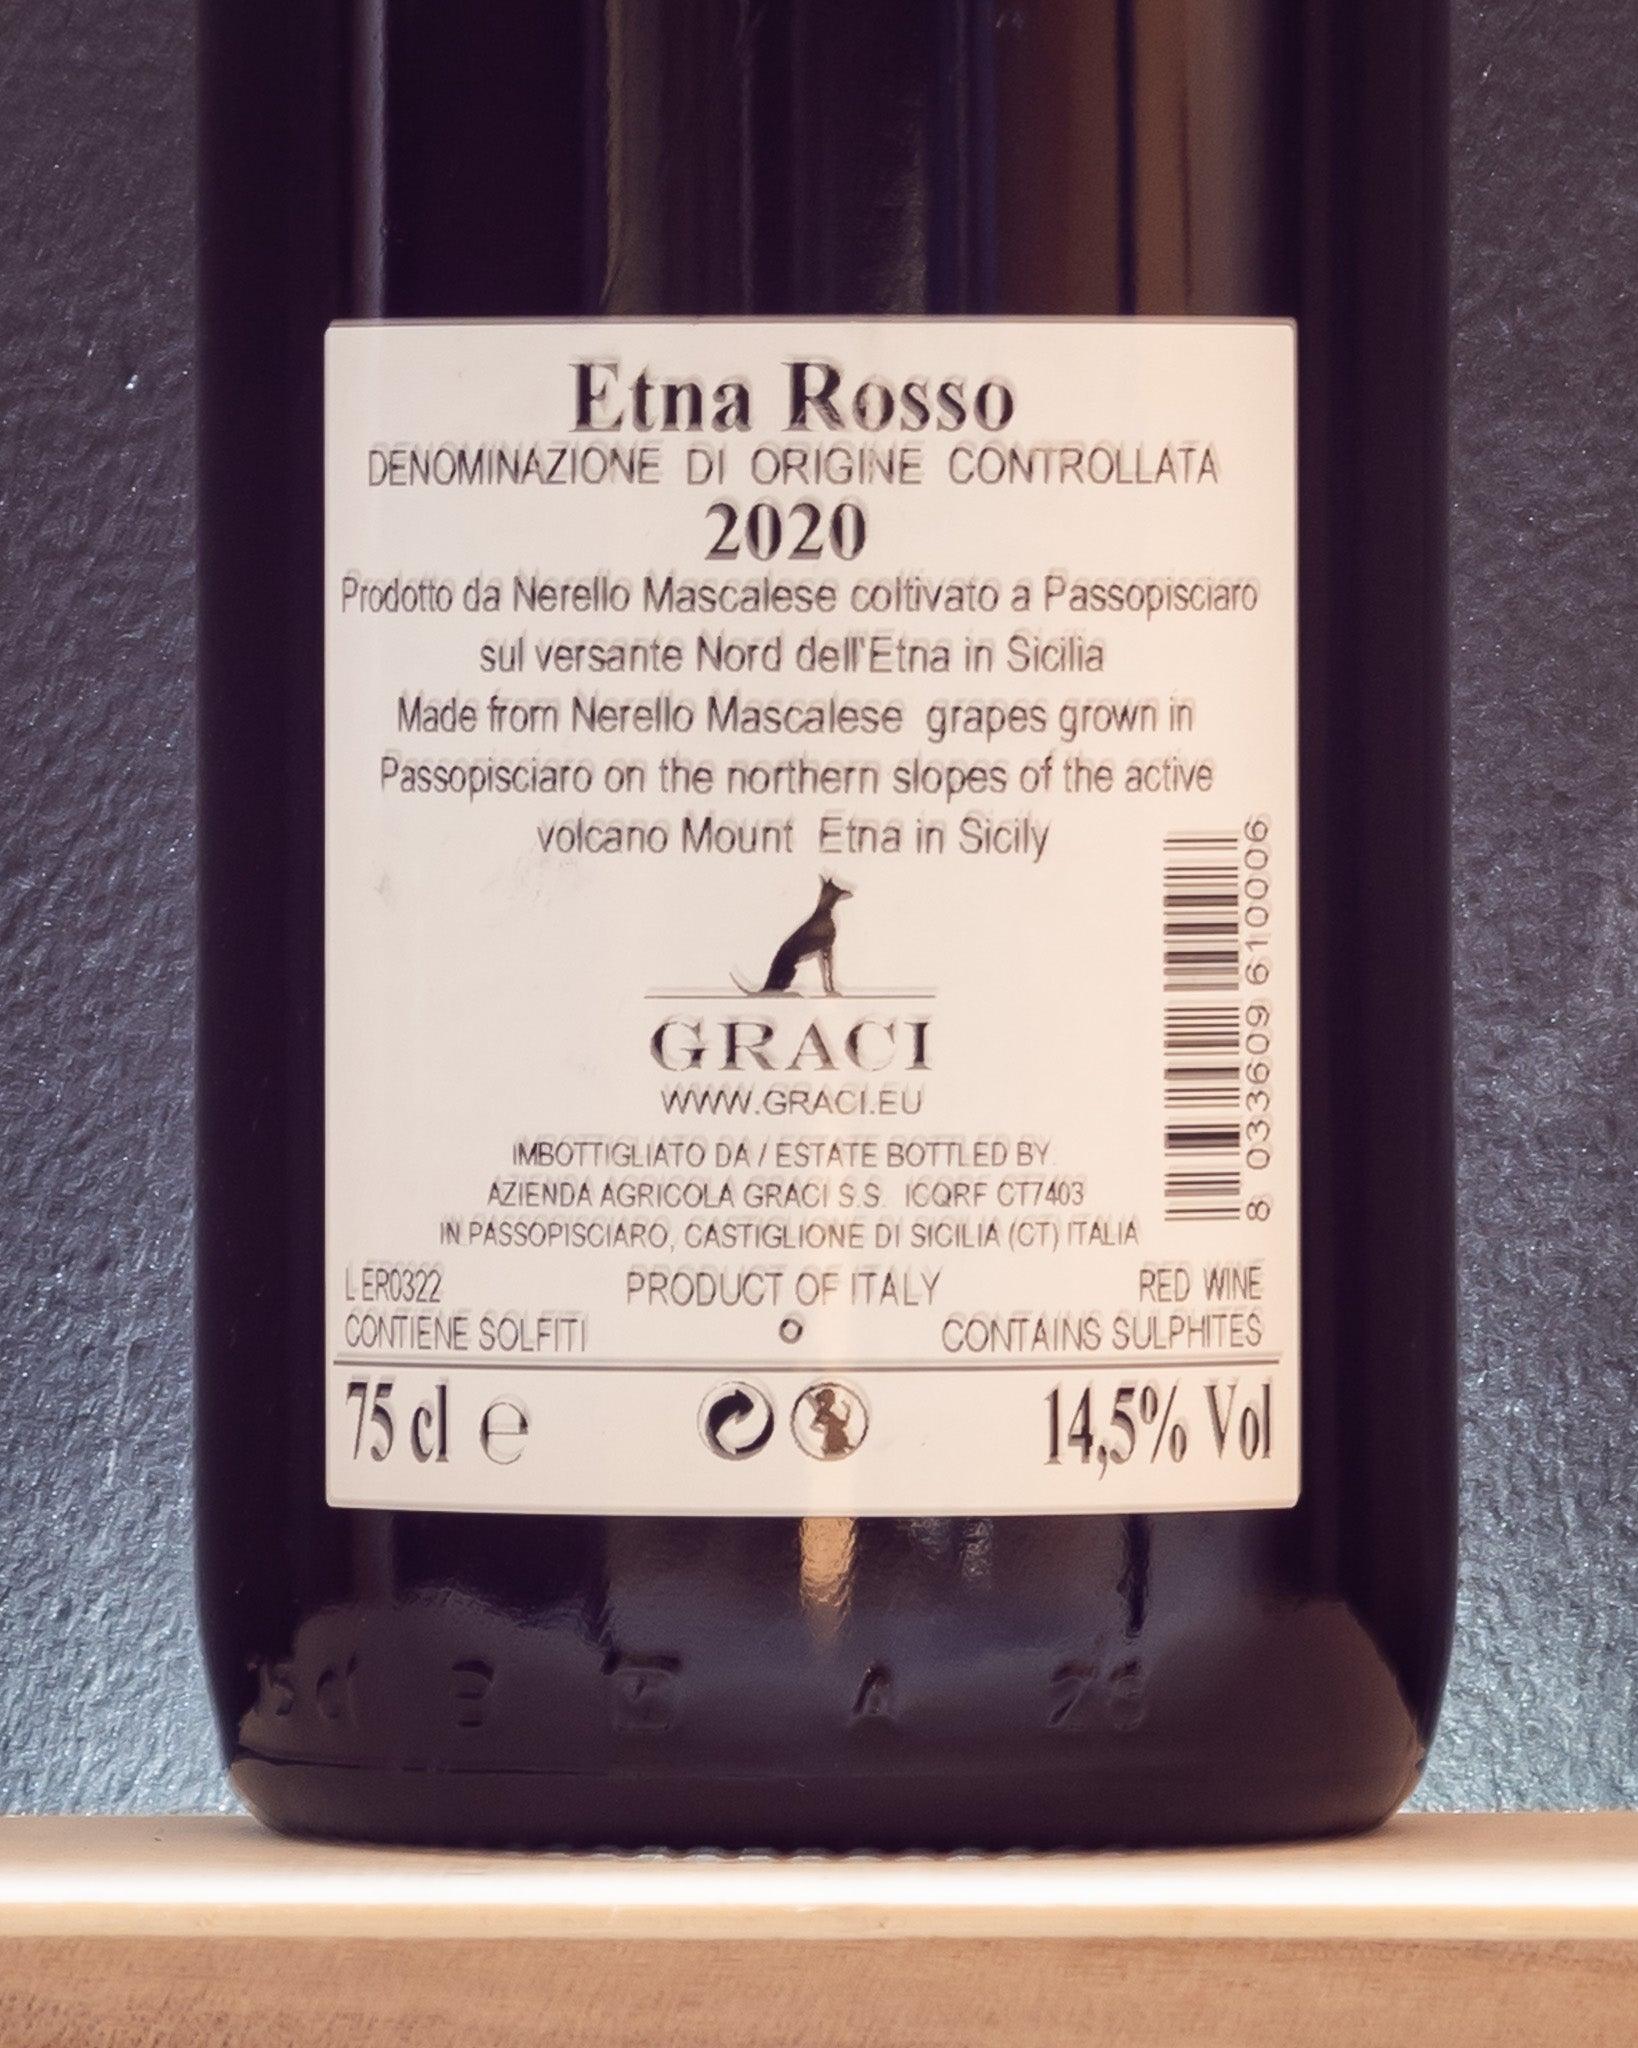 Etna Rosso
DENOMINAZIONE DI ORIGINE CONTROLLATA
2020
Prodotto da Nerello Mascalese coltivato a Passopisciaro
sul versante Nord dell'Etna in Sicilia
Made from Nerello Mascalese grapes grown in
Passopisciaro on the northern slopes of the active
volcano Mount Etna in Sicily
GRACI
WWW.GRACI.EU
8 033609 610006
IMBOTTIGLIATO DA / ESTATE BOTTLED BY
AZIENDA AGRICOLA GRACI S.S. ICQRF CT7403
IN PASSOPISCIARO, CASTIGLIONE DI SICILIA (CT) ITALIA
L ER0322 PRODUCT OF ITALY RED WINE
CONTIENE SOLFITI CONTAINS SULPHITES
75 cl e 14,5% Vol